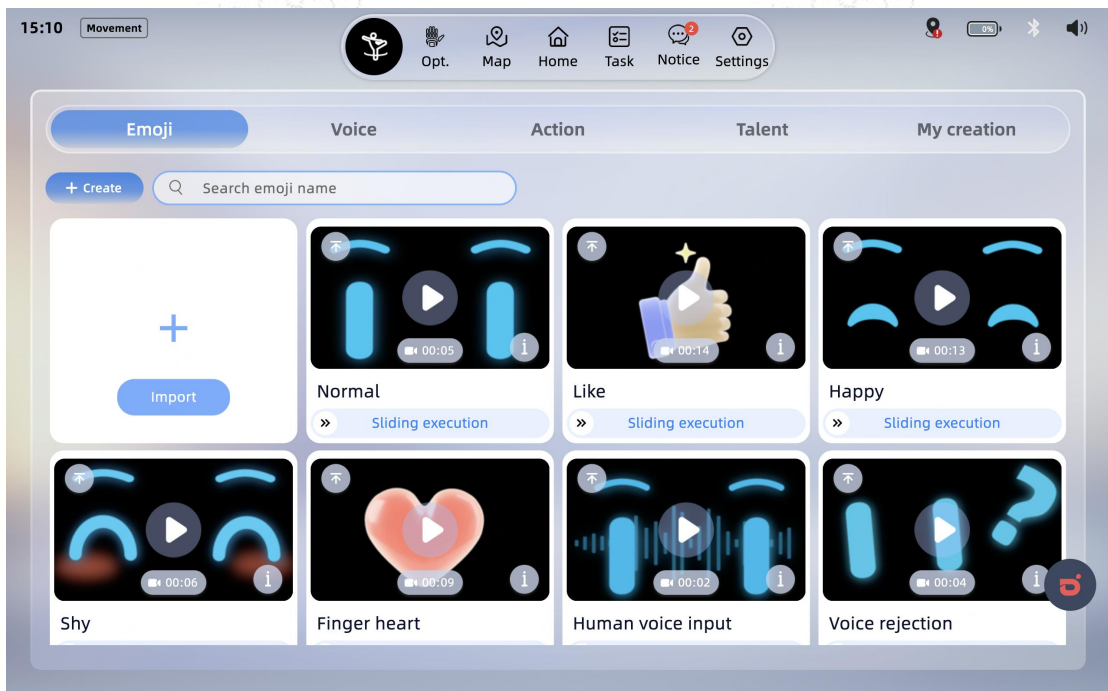 15:10 Movement
Opt. Map Home Task Notice 2 Settings
0%
Emoji Voice Action Talent My creation
+ Create Search emoji name
00:05 00:14 00:13
Import
Normal Like Happy
Sliding execution Sliding execution Sliding execution
00:06 00:09 00:02 00:04
Shy Finger heart Human voice input Voice rejection